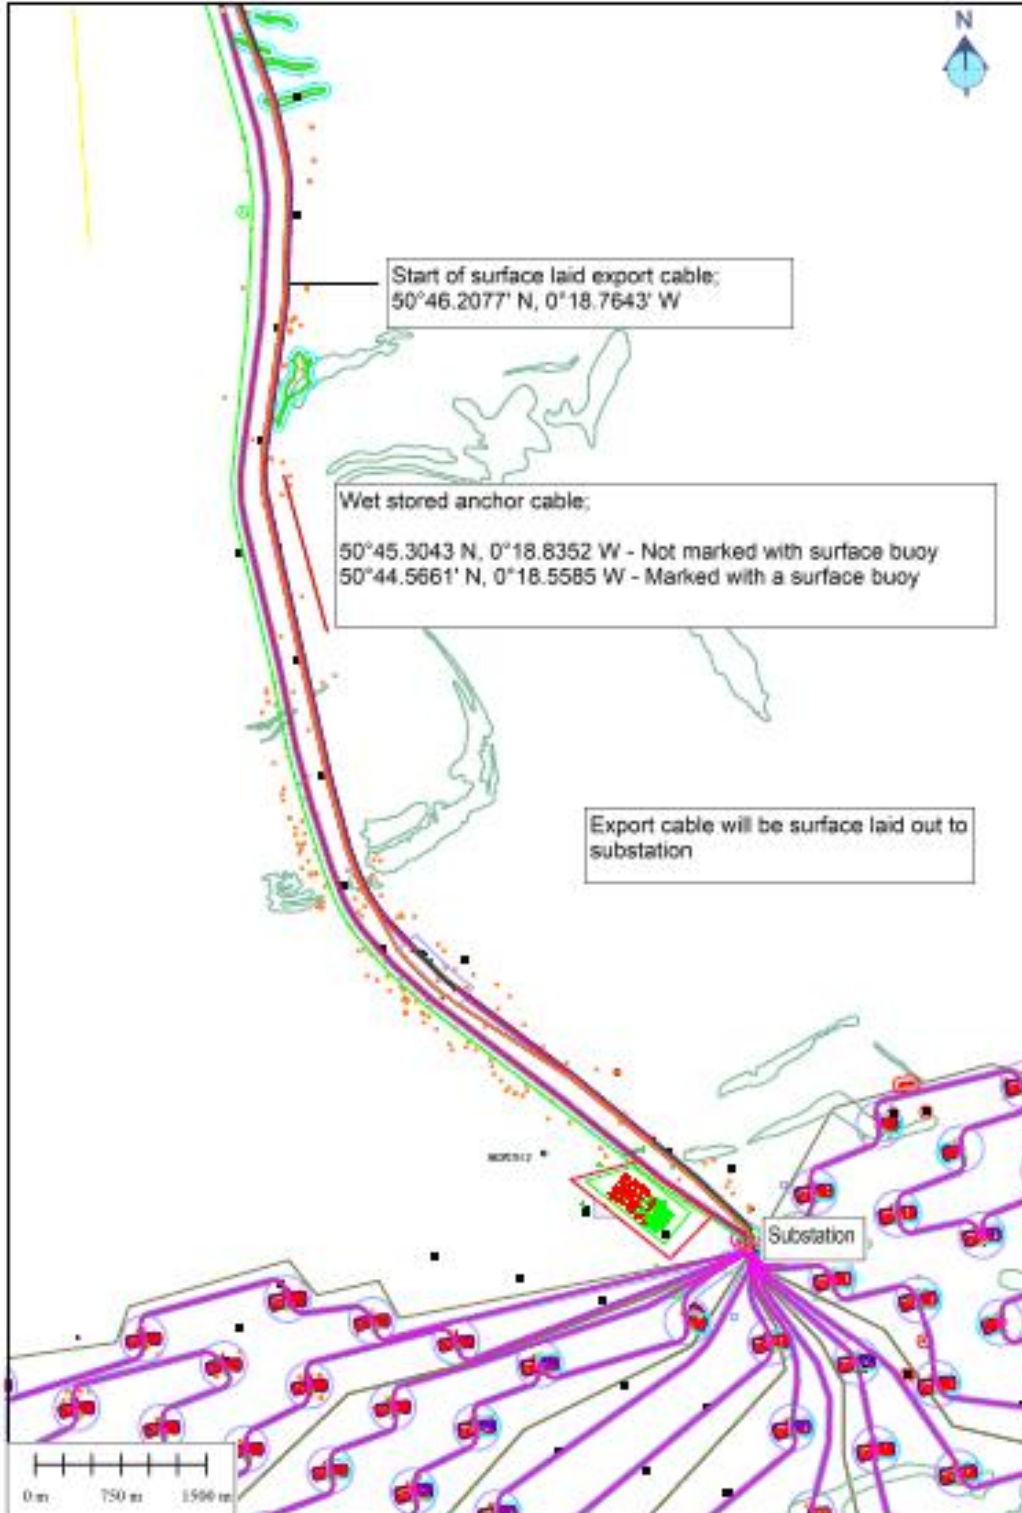 N
Start of surface laid export cable;
50°46.2077' N, 0°18.7643' W
Wet stored anchor cable;
50°45.3043 N, 0°18.8352 W - Not marked with surface buoy
50°44.5661' N, 0°18.5585 W - Marked with a surface buoy
Export cable will be surface laid out to
substation
Substation
0 m 750 m 1500 m